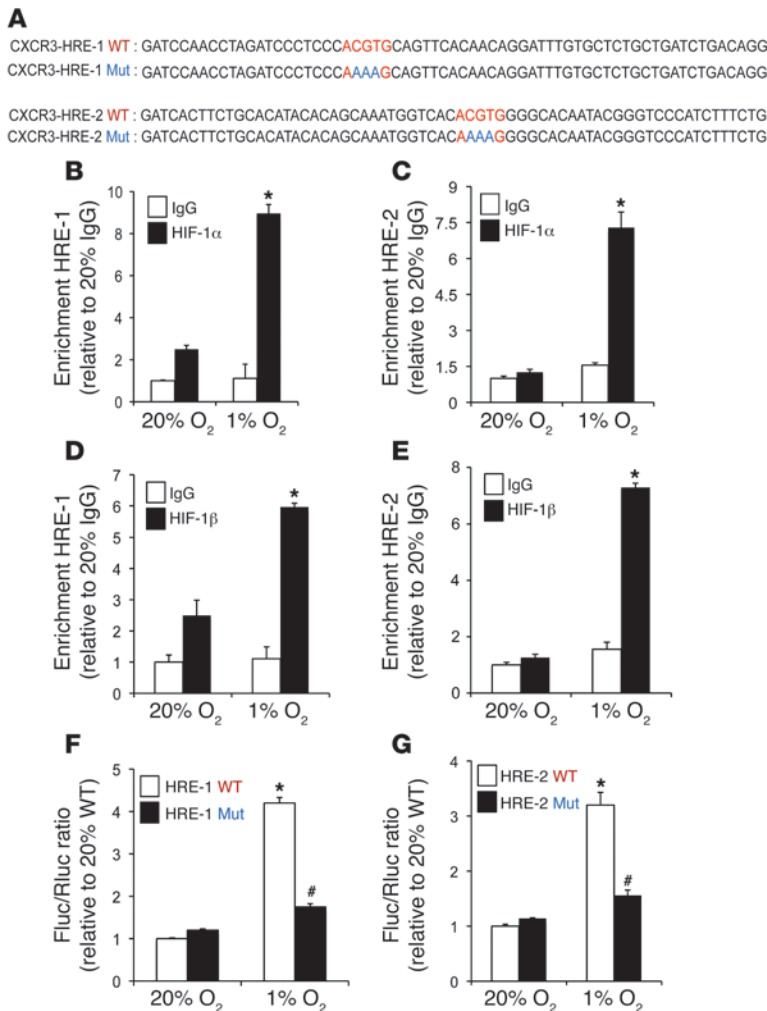 A
CXCR3-HRE-1 WT : GATCCAACCTAGATCCCTCCCACGTGCAGTTCACAACAGGATTTGTGCTCTGCTGATCTGACAGG
CXCR3-HRE-1 Mut : GATCCAACCTAGATCCCTCCCAAAAGCAGTTCACAACAGGATTTGTGCTCTGCTGATCTGACAGG
CXCR3-HRE-2 WT : GATCACTTCTGCACATACACAGCAAATGGTCACACGTGGGGCACAATACGGGTCCCATCTTTCTG
CXCR3-HRE-2 Mut : GATCACTTCTGCACATACACAGCAAATGGTCACAAAAGGGGCACAATACGGGTCCCATCTTTCTG
B
Enrichment HRE-1
(relative to 20% IgG)
10
8
6
4
2
0
IgG
HIF-1α
*
20% O₂
1% O₂
C
Enrichment HRE-2
(relative to 20% IgG)
9
7.5
6
4.5
3
1.5
0
IgG
HIF-1α
*
20% O₂
1% O₂
D
Enrichment HRE-1
(relative to 20% IgG)
7
6
5
4
3
2
1
0
IgG
HIF-1β
*
20% O₂
1% O₂
E
Enrichment HRE-2
(relative to 20% IgG)
8
6
4
2
0
IgG
HIF-1β
*
20% O₂
1% O₂
F
Fluc/Rluc ratio
(relative to 20% WT)
5
4
3
2
1
0
HRE-1 WT
HRE-1 Mut
*
#
20% O₂
1% O₂
G
Fluc/Rluc ratio
(relative to 20% WT)
4
3
2
1
0
HRE-2 WT
HRE-2 Mut
*
#
20% O₂
1% O₂